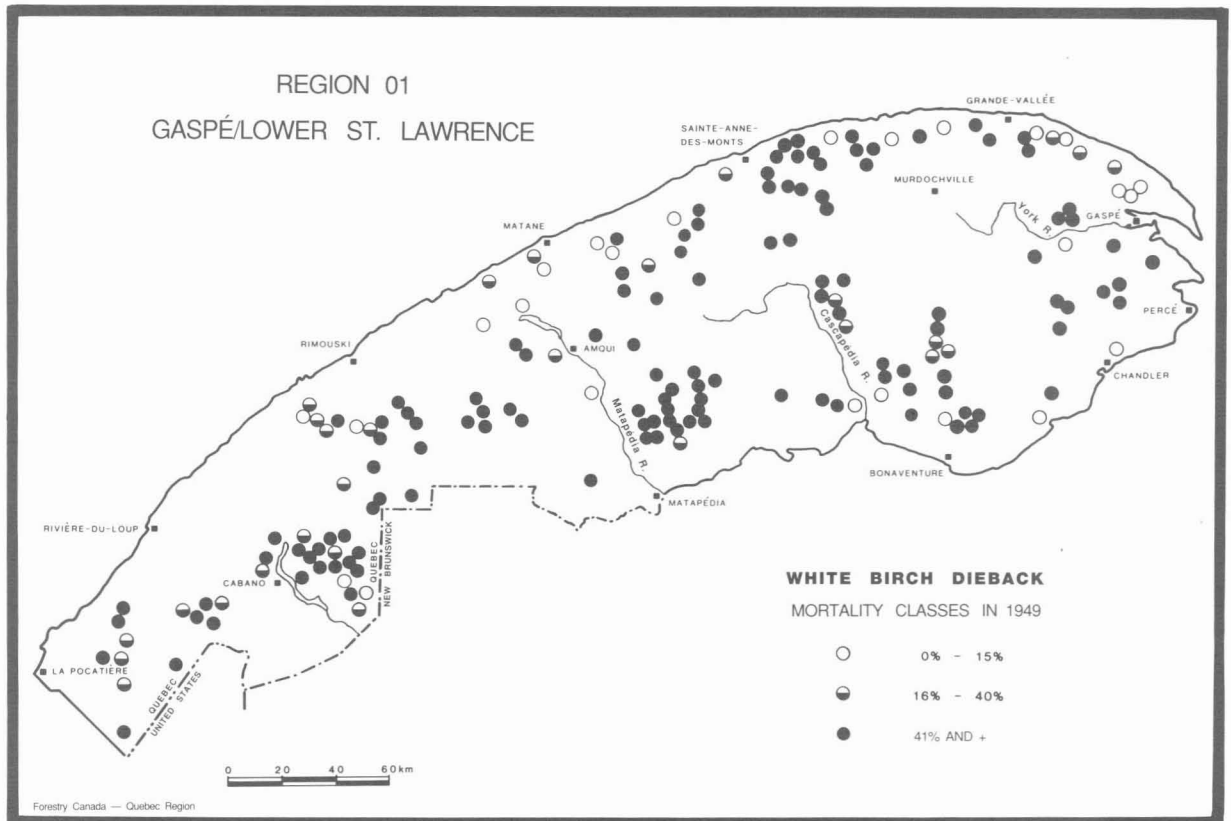 REGION 01
GASPÉ/LOWER ST. LAWRENCE
GRANDE-VALLÉE
SAINTE-ANNE-
DES-MONTS
MURDOCHVILLE
York R.
GASPÉ
MATANE
PERCÉ
RIMOUSKI
AMQUI
Cascapédia R.
CHANDLER
Matapédia R.
BONAVENTURE
MATAPÉDIA
RIVIÈRE-DU-LOUP
QUEBEC
NEW BRUNSWICK
CABANO
LA POCATIÈRE
QUEBEC
UNITED STATES
WHITE BIRCH DIEBACK
MORTALITY CLASSES IN 1949
0% - 15%
16% - 40%
41% AND +
0 20 40 60 km
Forestry Canada — Quebec Region